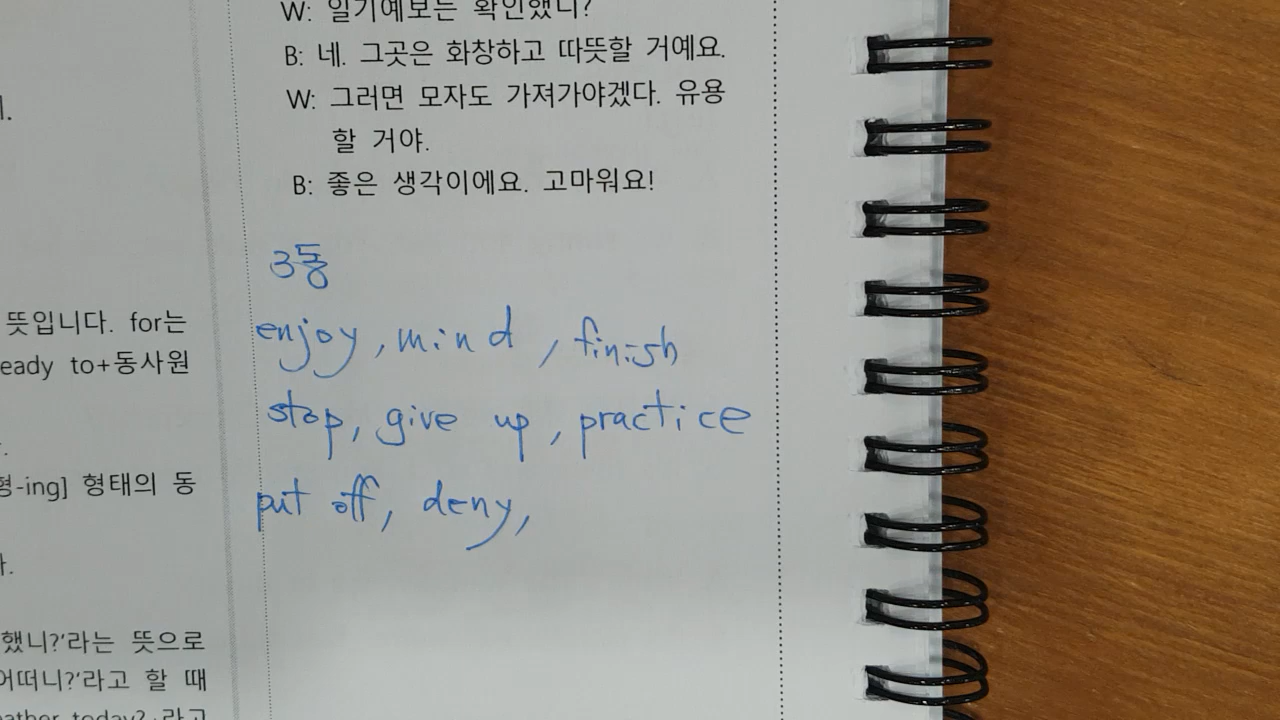 W: 일기예보는 확인했니?
B: 네. 그곳은 화창하고 따뜻할 거예요.
W: 그러면 모자도 가져가야겠다. 유용
할 거야.
B: 좋은 생각이에요. 고마워요!
3동
enjoy, mind, finish
stop, give up, practice
put off, deny,
뜻입니다. for는
eady to+동사원
형-ing] 형태의 동
했니?'라는 뜻으로
어떠니?'라고 할 때
eather today? 라고